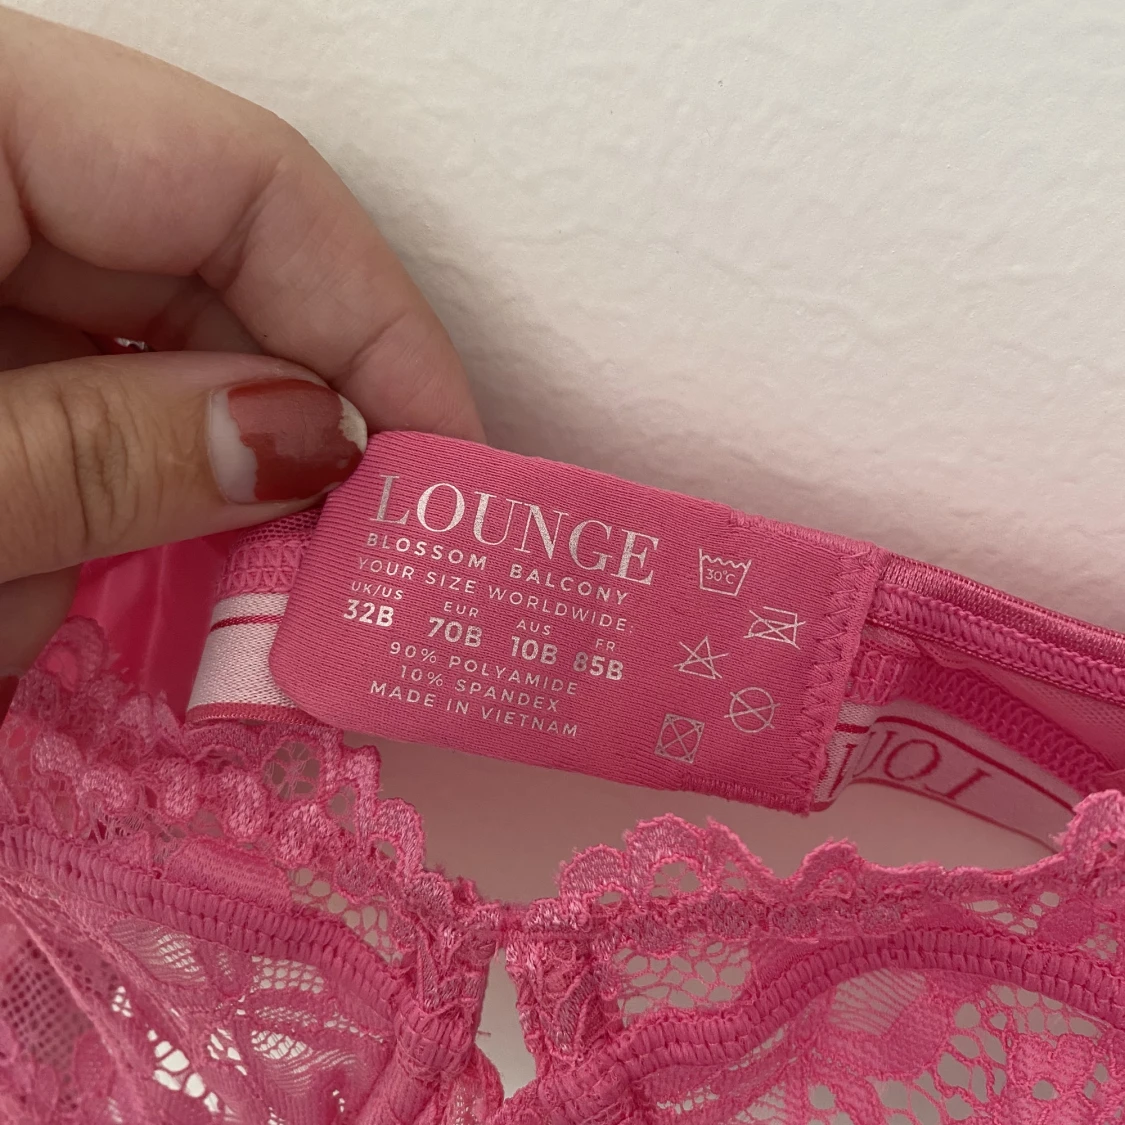 LOUNGE
BLOSSOM BALCONY
YOUR SIZE WORLDWIDE:
UK/US EUR AUS FR
32B 70B 10B 85B
90% POLYAMIDE
10% SPANDEX
MADE IN VIETNAM
30°C